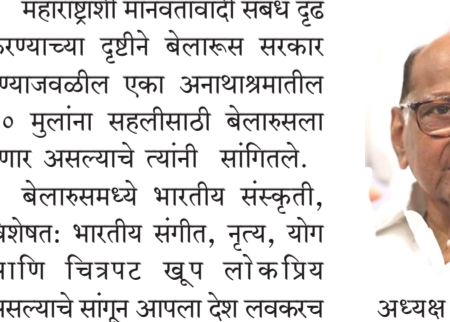 महाराष्ट्राशी मानवतावादी संबंध दृढ
करण्याच्या दृष्टीने बेलारूस सरकार
एका अनाथाश्रमातील
मुलांना सहलीसाठी बेलारुसला
असल्याचे त्यांनी सांगितले.
बेलारुसमध्ये भारतीय संस्कृती,
विशेषत: भारतीय संगीत, नृत्य, योग
आणि चित्रपट खूप लोकप्रिय
असल्याचे सांगून आपला देश लवकरच
अध्यक्ष